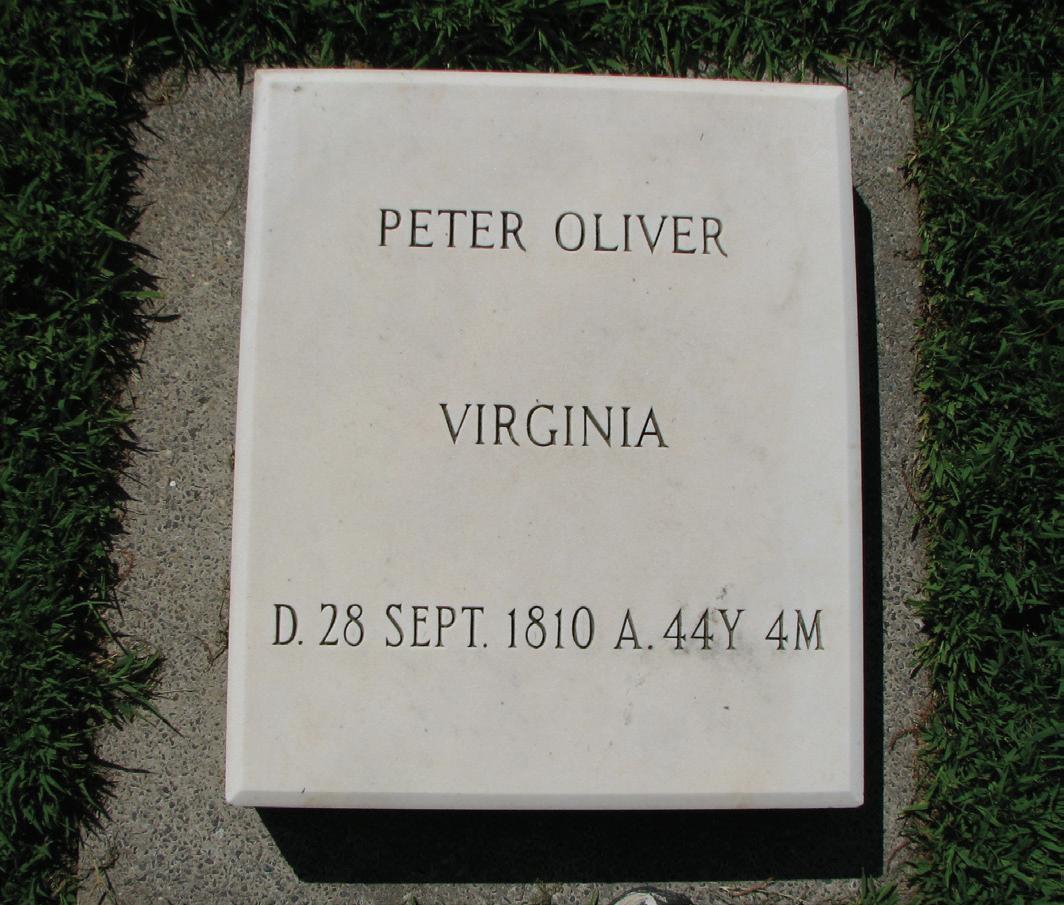 PETER OLIVER
VIRGINIA
D. 28 SEPT. 1810 A. 44Y 4M